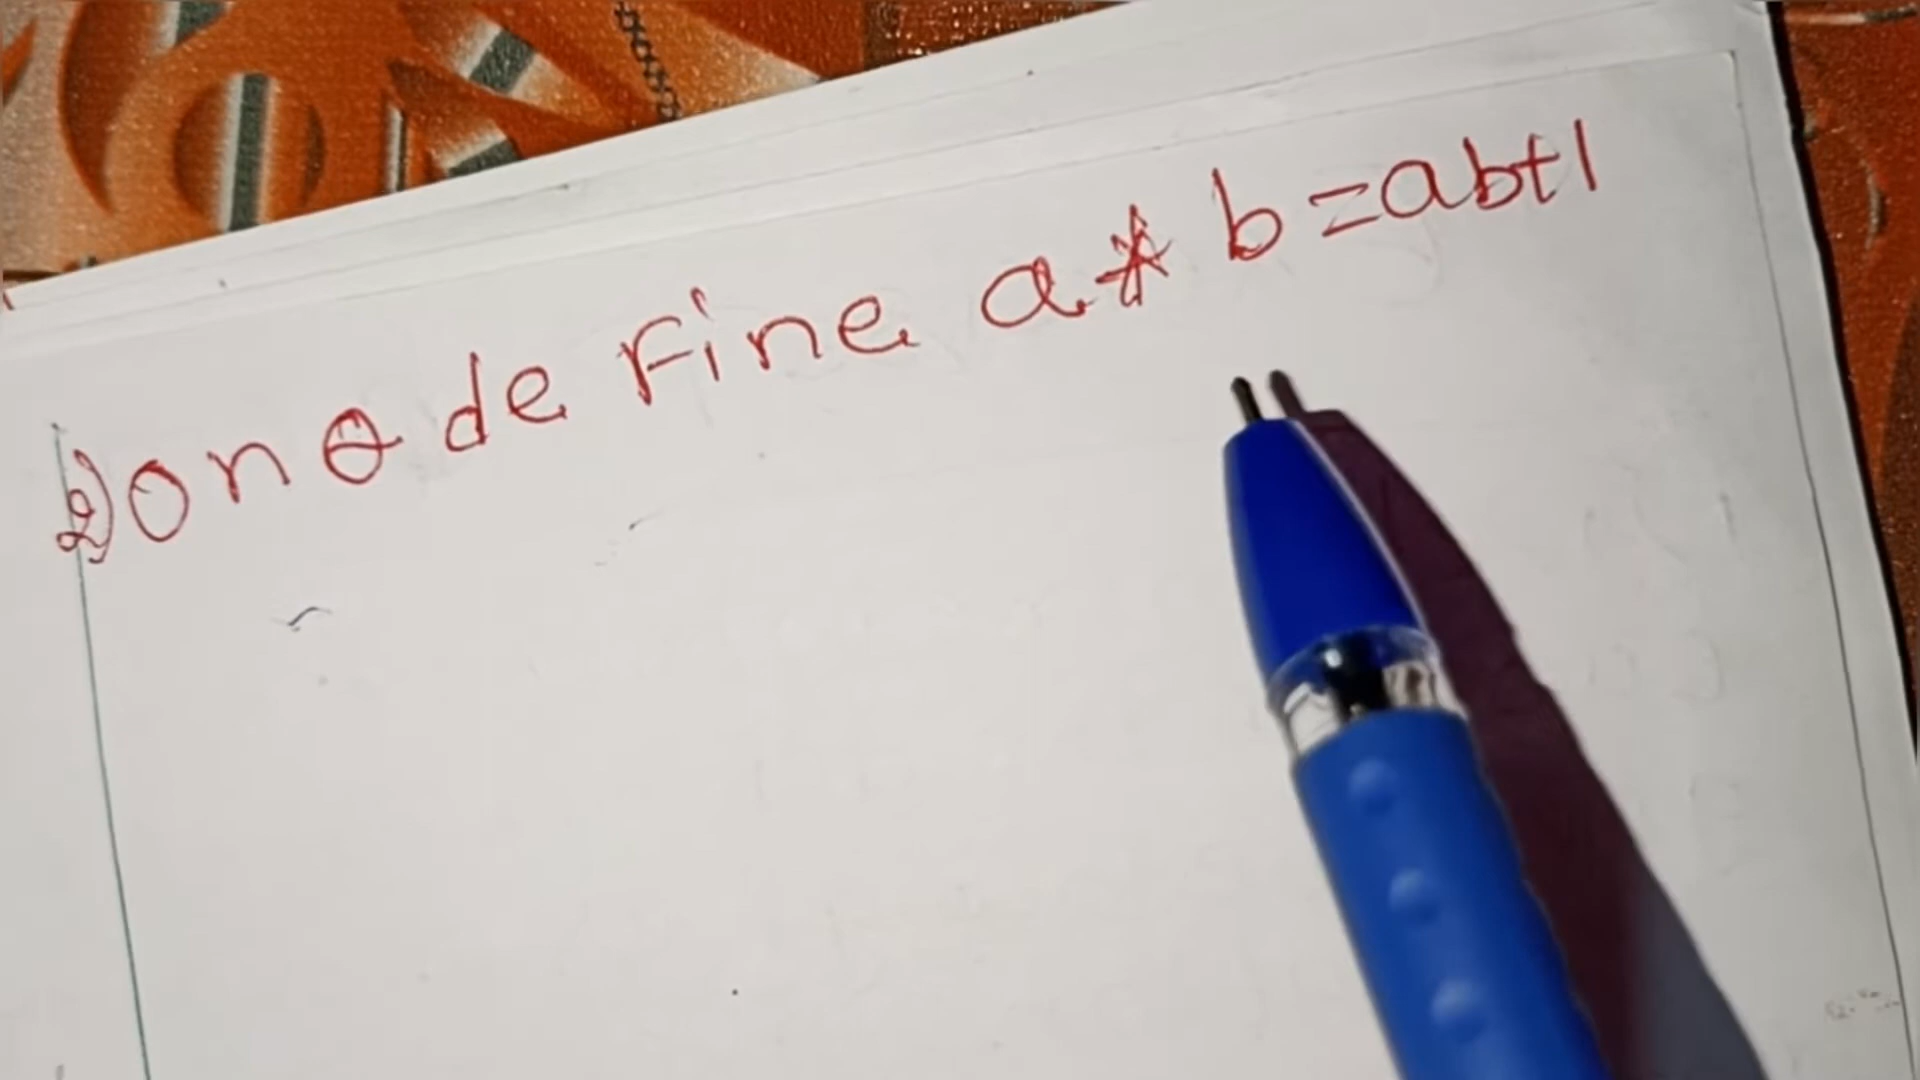 2) on Q define a * b = ab+1